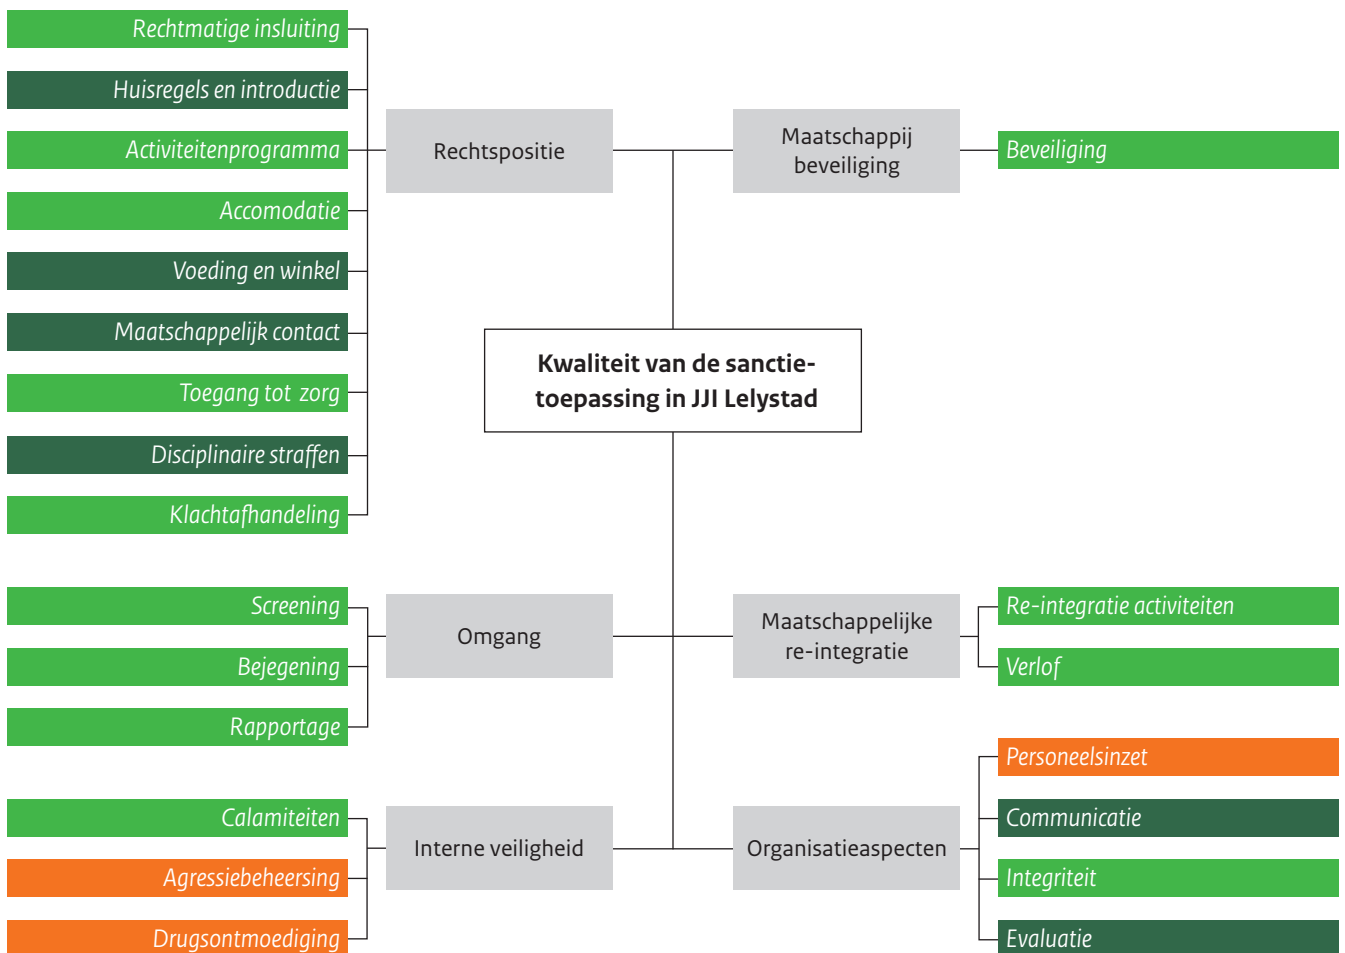 Rechtmatige insluiting
Huisregels en introductie
Activiteitenprogramma
Accomodatie
Voeding en winkel
Maatschappelijk contact
Toegang tot  zorg
Disciplinaire straffen
Klachtafhandeling
Rechtspositie
Maatschappij
beveiliging
Beveiliging
Kwaliteit van de sanctie-
toepassing in JJI Lelystad
Screening
Bejegening
Rapportage
Omgang
Maatschappelijke
re-integratie
Re-integratie activiteiten
Verlof
Calamiteiten
Agressiebeheersing
Drugsontmoediging
Interne veiligheid
Organisatieaspecten
Personeelsinzet
Communicatie
Integriteit
Evaluatie